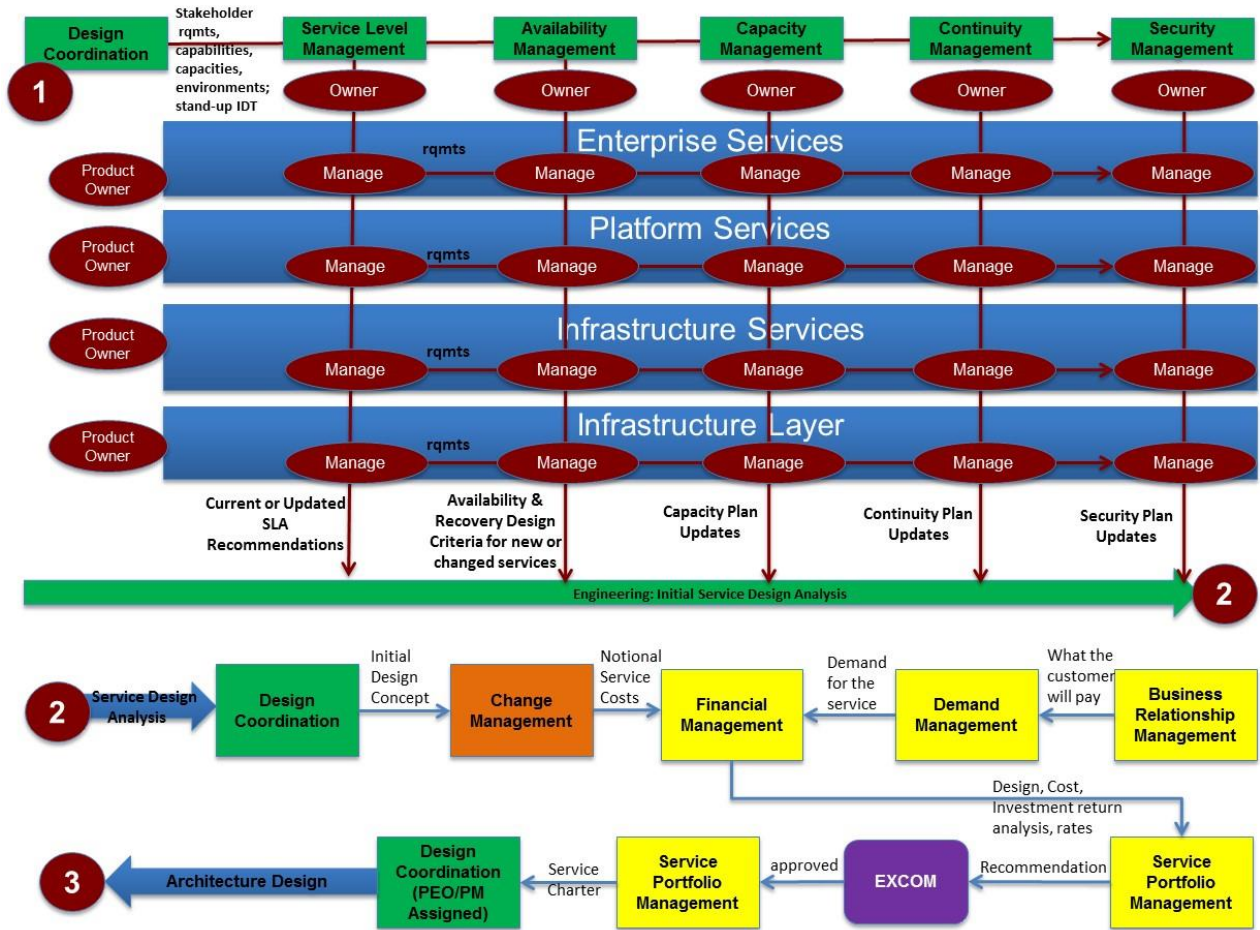 Design
Coordination
Stakeholder
rqmts,
capabilities,
capacities,
environments;
stand-up IDT
Service Level
Management
Availability
Management
Capacity
Management
Continuity
Management
Security
Management
1
Owner
Owner
Owner
Owner
Owner
Enterprise Services
Product
Owner
rqmts
Manage
Manage
Manage
Manage
Manage
Platform Services
Product
Owner
rqmts
Manage
Manage
Manage
Manage
Manage
Infrastructure Services
Product
Owner
rqmts
Manage
Manage
Manage
Manage
Manage
Infrastructure Layer
Product
Owner
rqmts
Manage
Manage
Manage
Manage
Manage
Current or Updated
SLA
Recommendations
Availability &
Recovery Design
Criteria for new or
changed services
Capacity Plan
Updates
Continuity Plan
Updates
Security Plan
Updates
Engineering: Initial Service Design Analysis
2
2
Service Design
Analysis
Design
Coordination
Initial
Design
Concept
Change
Management
Notional
Service
Costs
Financial
Management
Demand
for the
service
Demand
Management
What the
customer
will pay
Business
Relationship
Management
Design, Cost,
Investment return
analysis, rates
3
Architecture Design
Design
Coordination
(PEO/PM
Assigned)
Service
Charter
Service
Portfolio
Management
approved
EXCOM
Recommendation
Service
Portfolio
Management